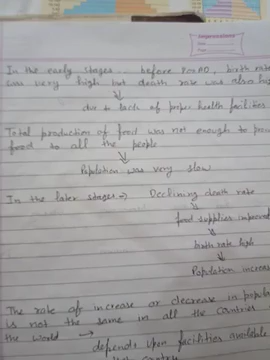 In the early stages .. before 1800 AD, birth rate
was very high but death rate was also hi
due to lack of proper health facilities
Total production of food was not enough to
food to all the people
Population was very slow
In the later stages → Declining death rate
food supplies improved
birth rate high
Population increase
The rate of increase or decrease in popula
is not the same in all the countries
the world →
depends upon facilities available